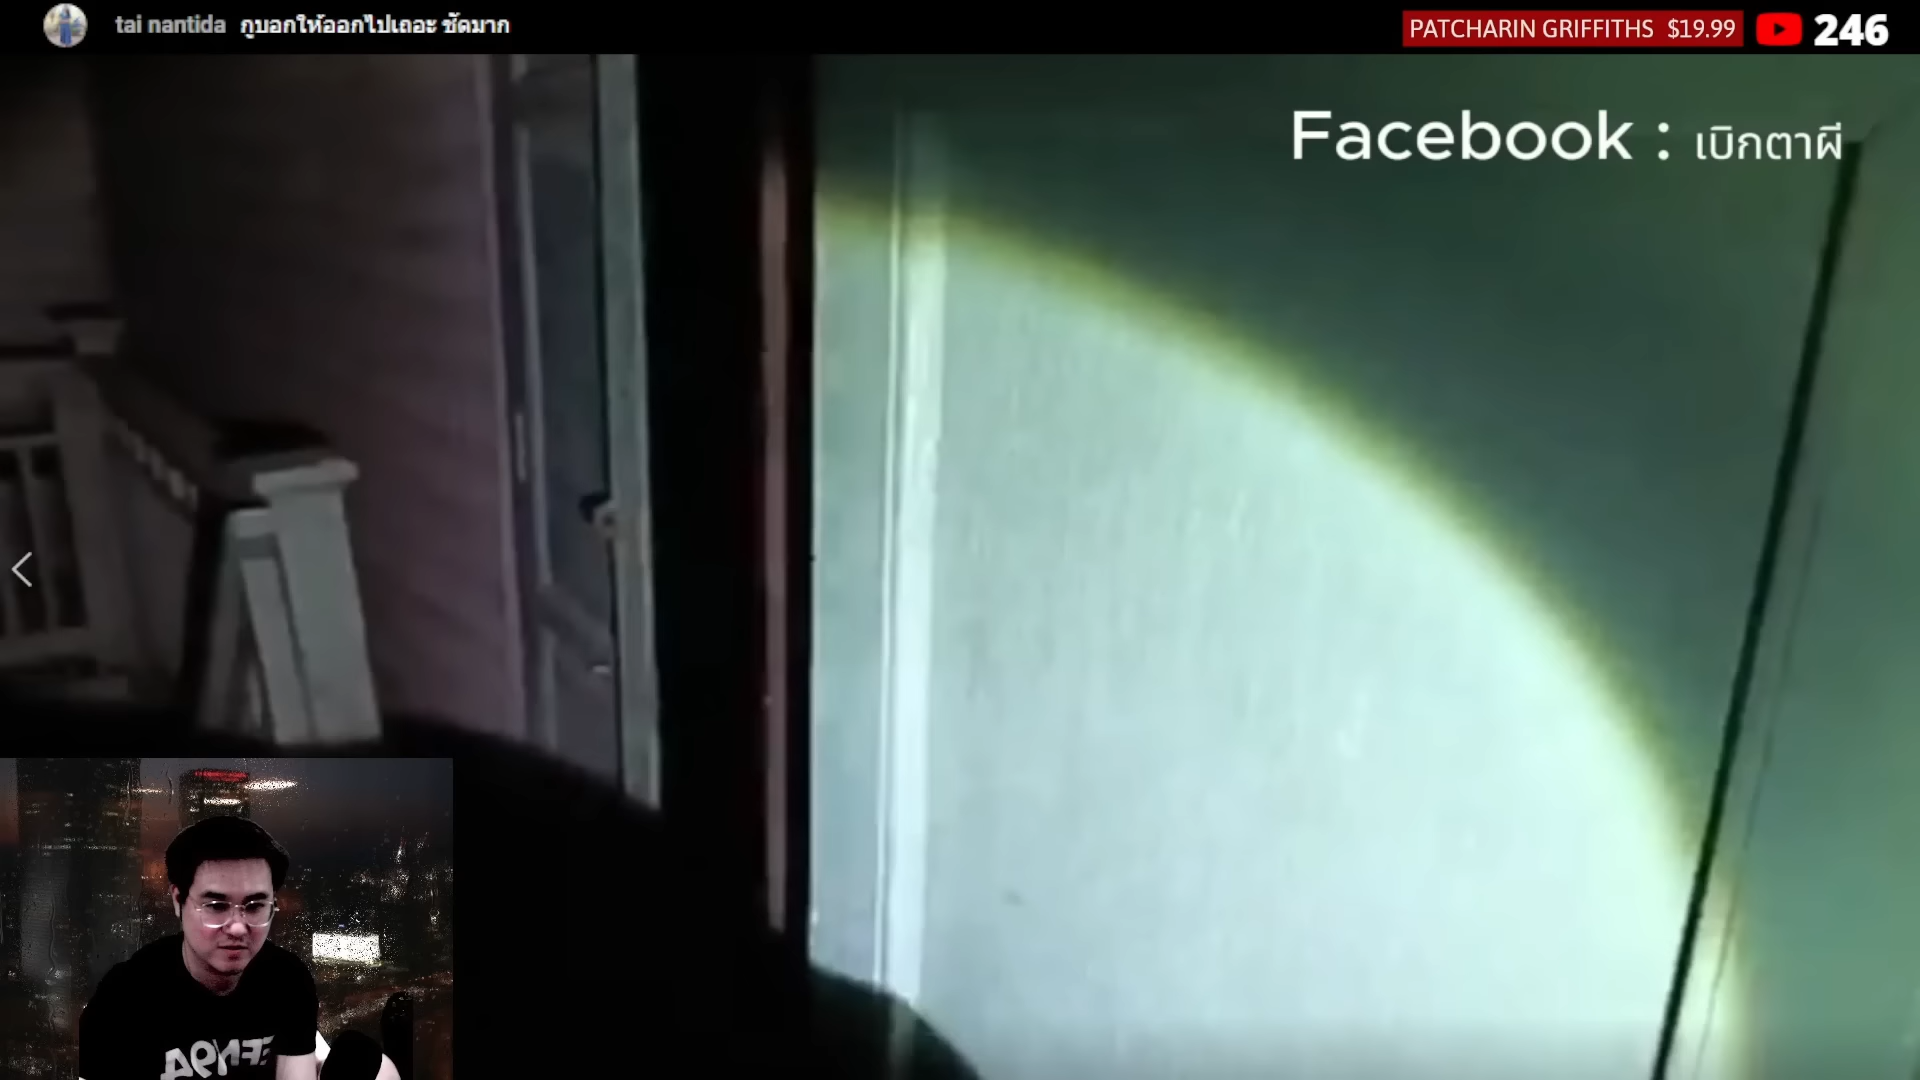 tai nantida กูบอกให้ออกไปเถอะ ชัดมาก
PATCHARIN GRIFFITHS $19.99
246
Facebook : เบิกตาผี